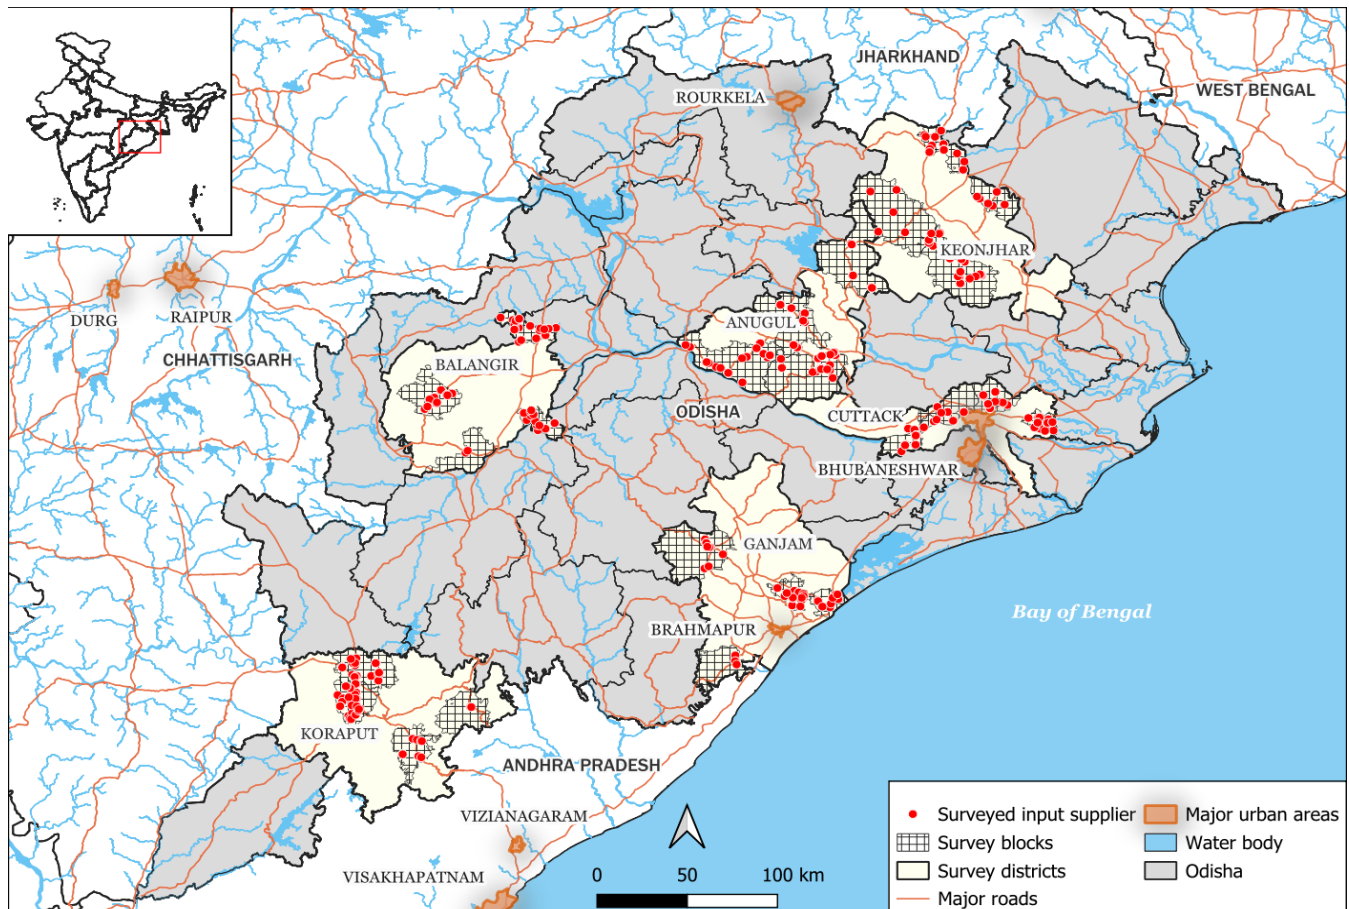 JHARKHAND
WEST BENGAL
ROURKELA
KEONJHAR
DURG
RAIPUR
ANUGUL
CHHATTISGARH
BALANGIR
ODISHA
CUTTACK
BHUBANESHWAR
GANJAM
Bay of Bengal
BRAHMAPUR
KORAPUT
ANDHRA PRADESH
VIZIANAGARAM
VISAKHAPATNAM
0 50 100 km
Surveyed input supplier
Survey blocks
Survey districts
Major roads
Major urban areas
Water body
Odisha